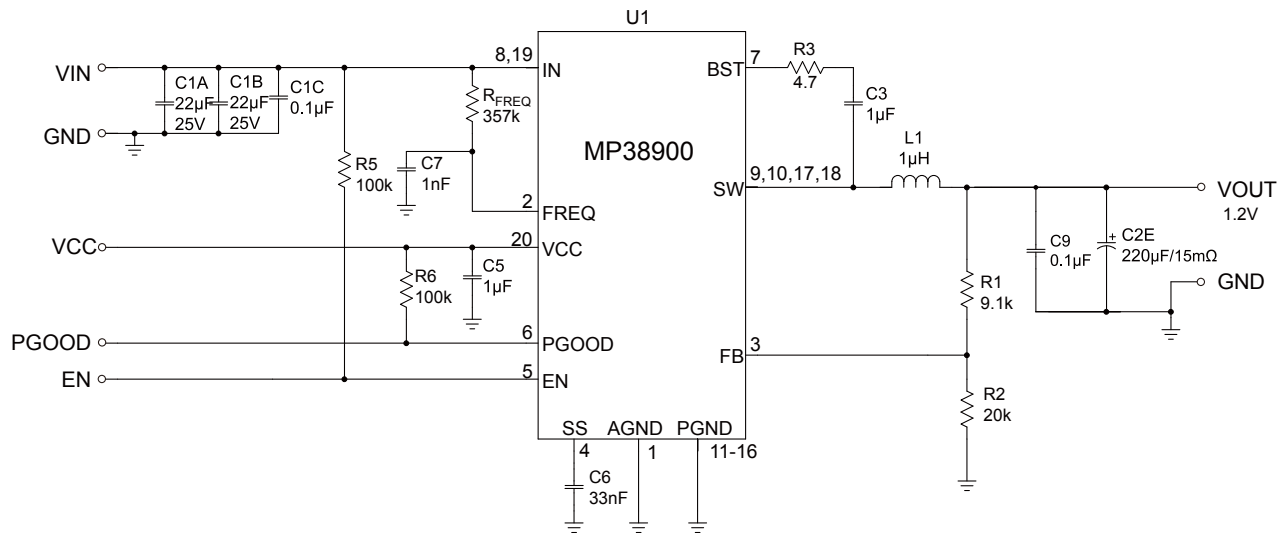 U1
8,19
IN
BST
7
R3
4.7
VIN
C1A
22µF
25V
C1B
22µF
25V
C1C
0.1µF
RFREQ
357k
C3
1µF
GND
MP38900
R5
100k
C7
1nF
L1
1µH
9,10,17,18
SW
VOUT
1.2V
2
FREQ
VCC
20
VCC
R6
100k
C5
1µF
C9
0.1µF
+
C2E
220µF/15mΩ
R1
9.1k
GND
PGOOD
6
PGOOD
FB
3
EN
5
EN
R2
20k
SS
AGND
PGND
4
1
11-16
C6
33nF